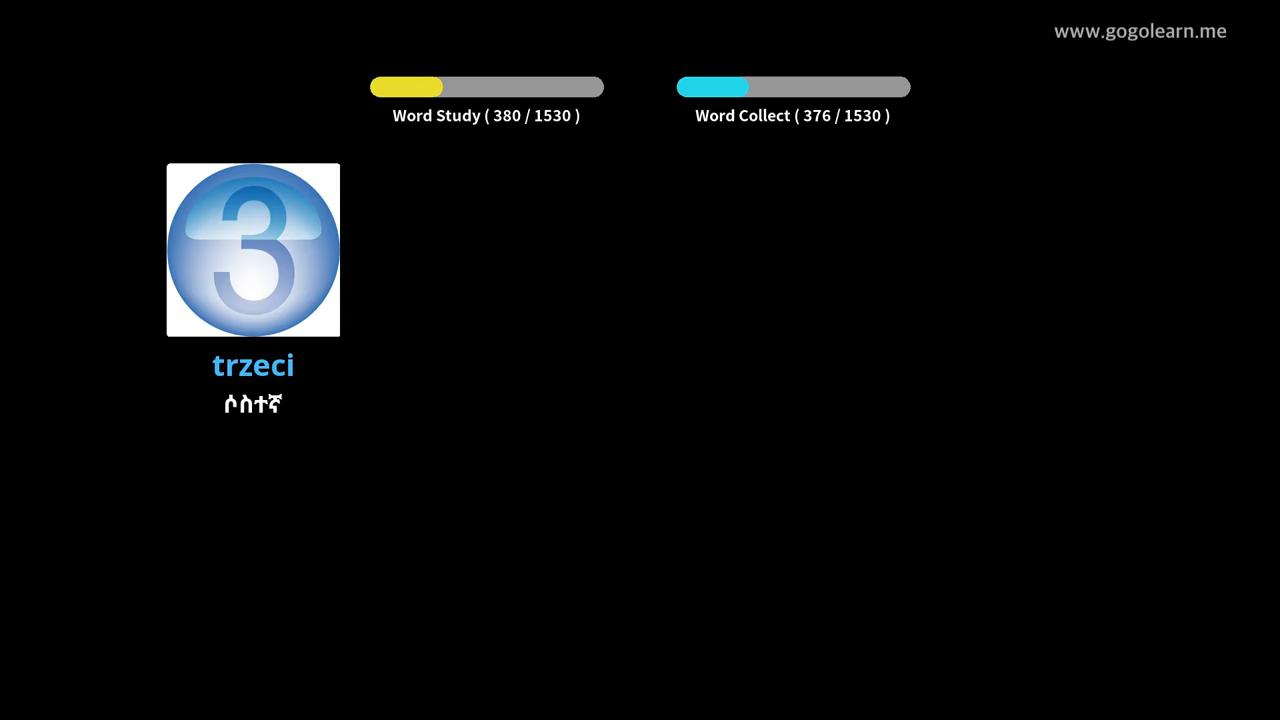 www.gogolearn.me
Word Study ( 380 / 1530 )
Word Collect ( 376 / 1530 )
3
trzeci
ሶስተኛ